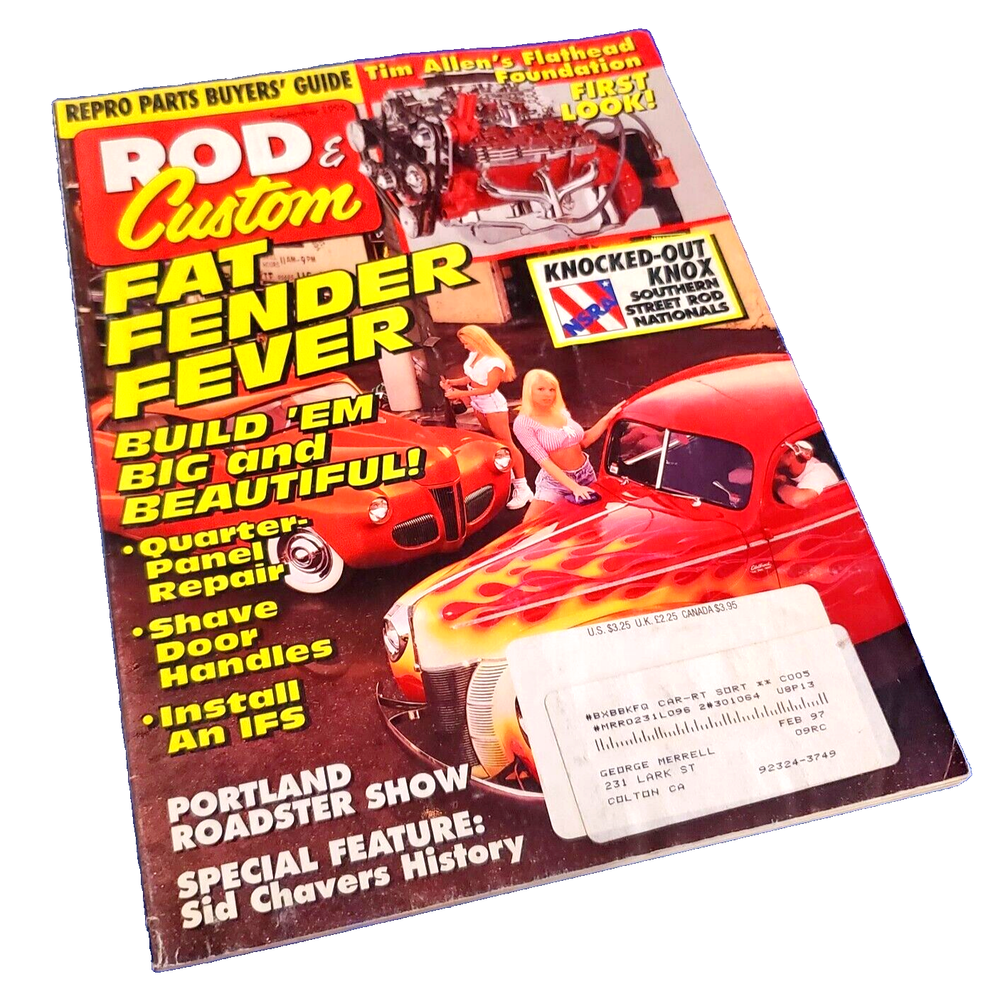 REPRO PARTS BUYERS' GUIDE
Tim Allen's Flathead
Foundation
FIRST
LOOK!
September 1996
ROD &
Custom
FAT
FENDER
FEVER
KNOCKED-OUT
KNOX
SOUTHERN
STREET ROD
NATIONALS
NSRA
BUILD 'EM
BIG and
BEAUTIFUL!
•Quarter-
Panel
Repair
•Shave
Door
Handles
•Install
An IFS
PORTLAND
ROADSTER SHOW
SPECIAL FEATURE:
Sid Chavers History
U.S. $3.25 U.K. £2.25 CANADA $3.95
#BXBBKFQ CAR-RT SORT ** C005
#MRR0231L096 2#301064 U8P13
FEB 97
09RC
GEORGE MERRELL
231 LARK ST 92324-3749
COLTON CA